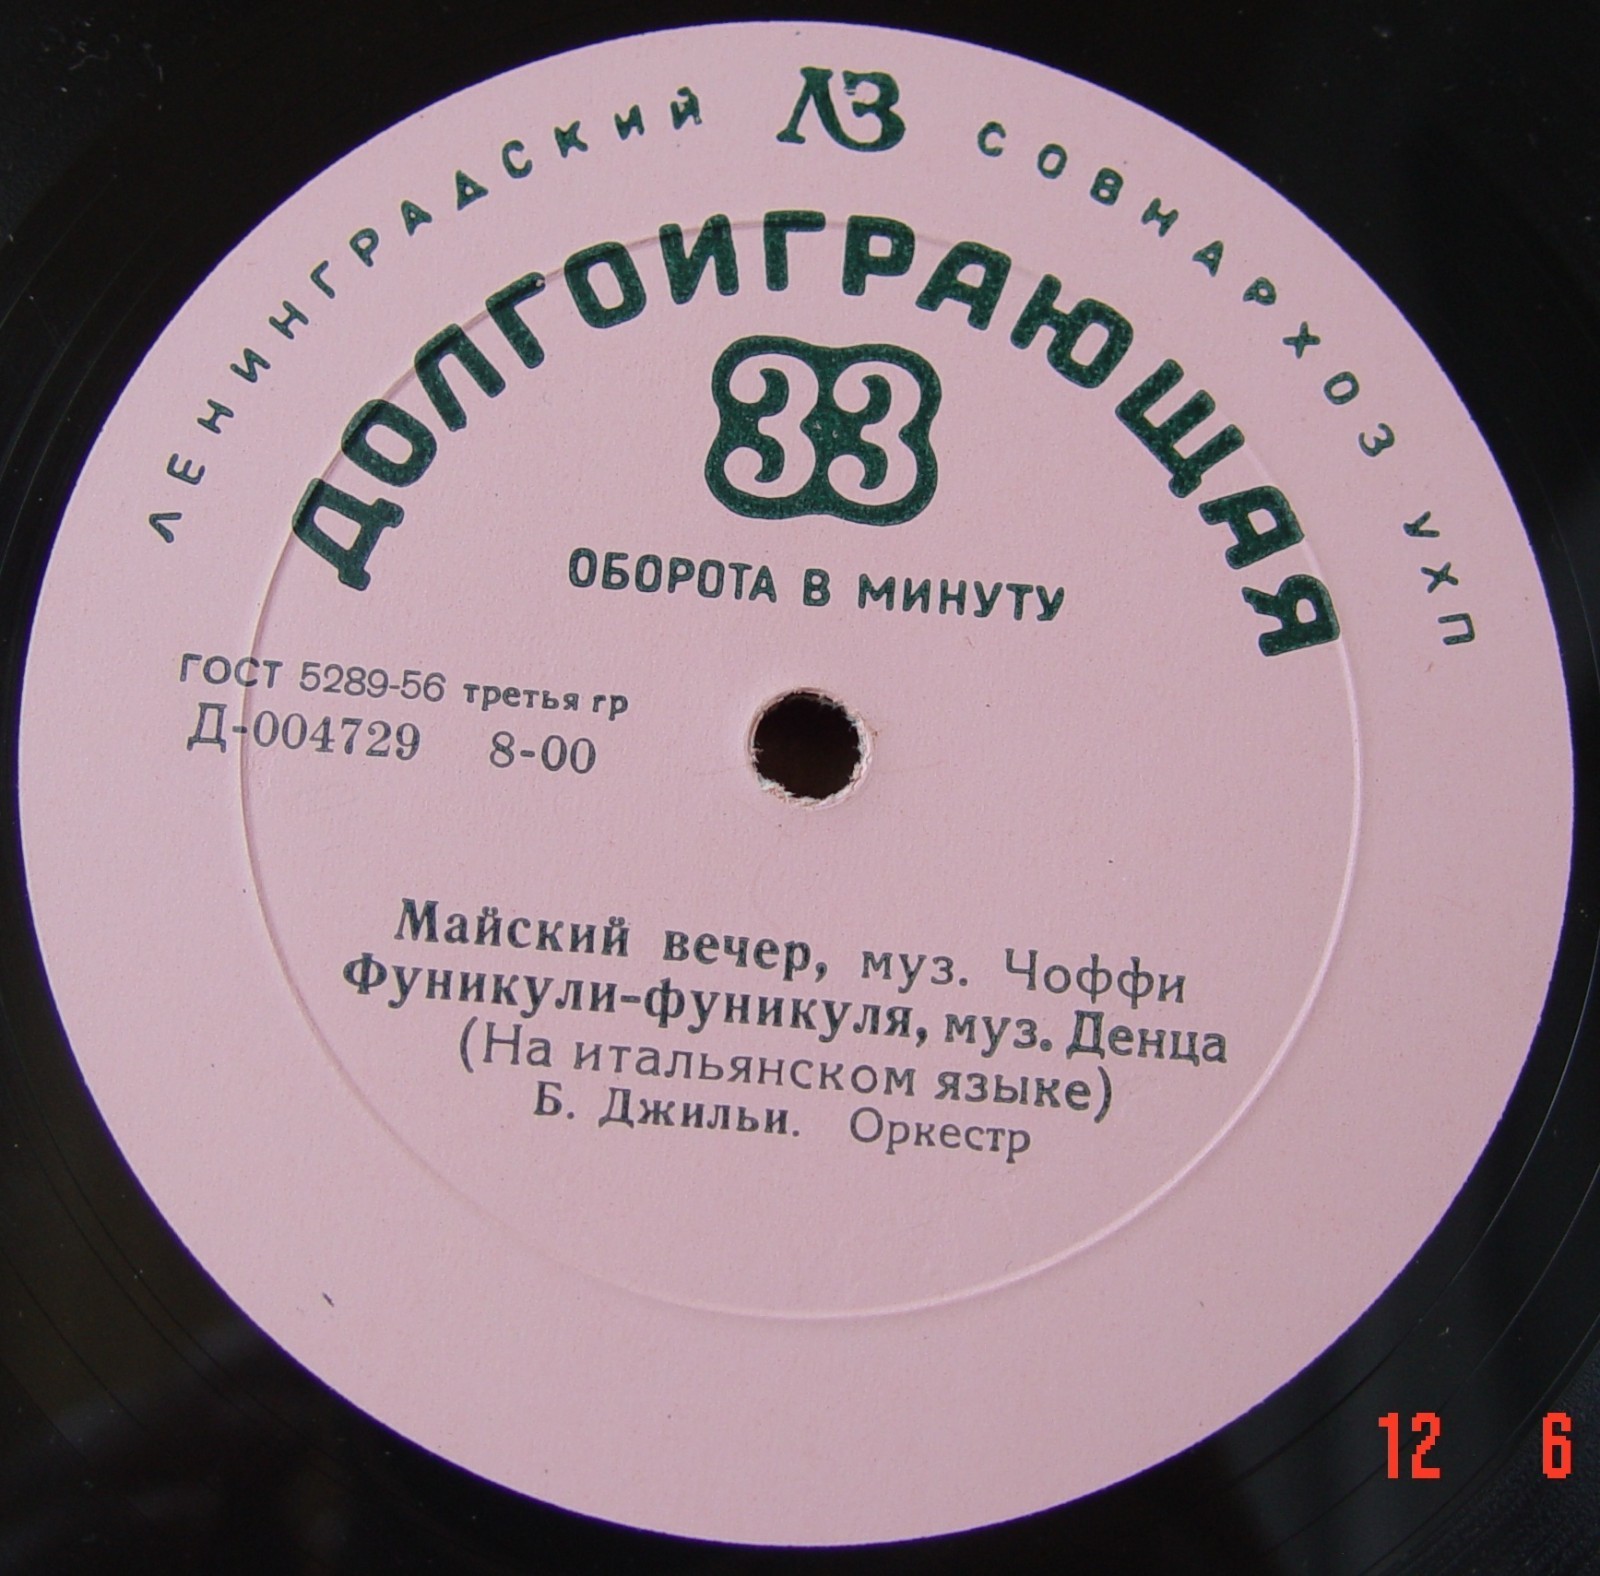 ЛЕНИНГРАДСКИЙ ЛЗ СОВНАРХОЗ УХП
ДОЛГОИГРАЮЩАЯ
33
ОБОРОТА В МИНУТУ
ГОСТ 5289-56 третья гр
Д-004729 8-00
Майский вечер, муз. Чоффи
Фуникули-фуникуля, муз. Денца
(На итальянском языке)
Б. Джильи. Оркестр
12 6